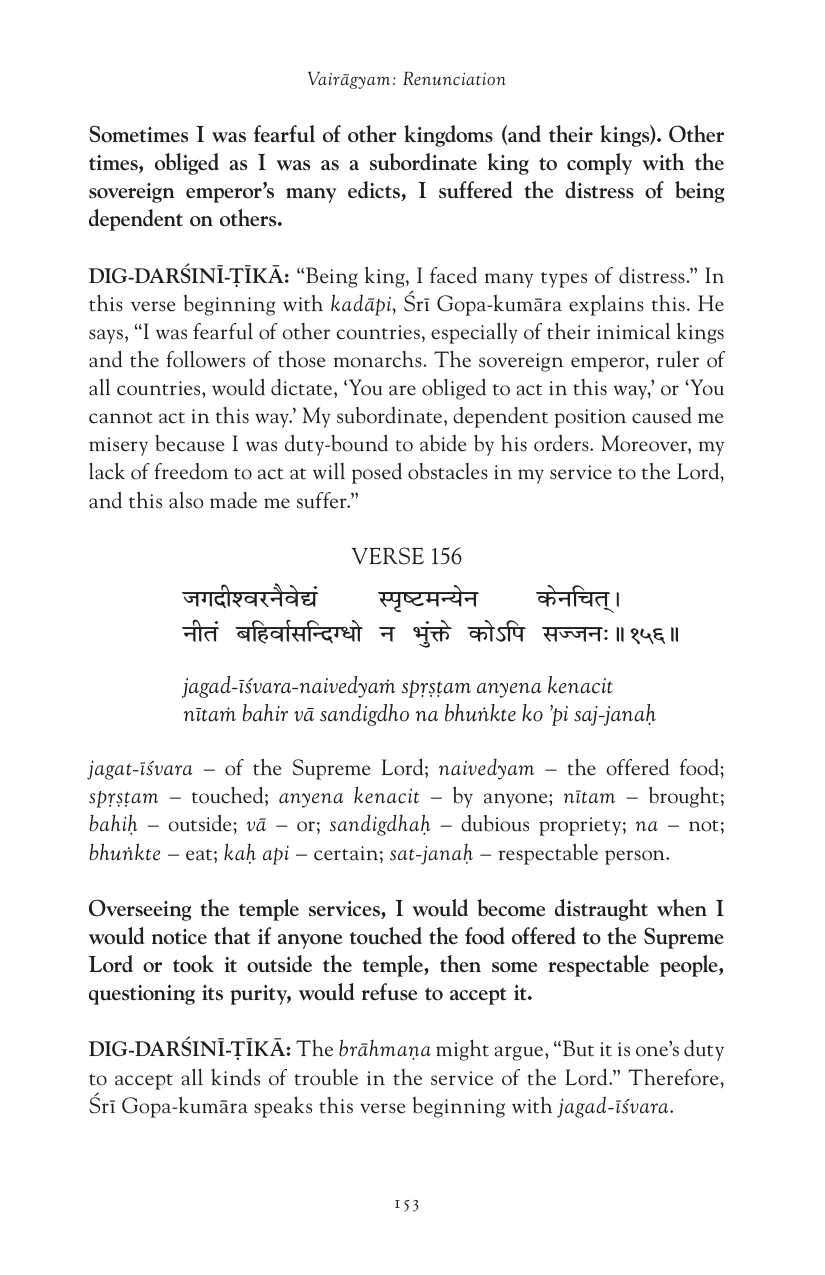 Vairāgyam: Renunciation
Sometimes I was fearful of other kingdoms (and their kings). Other
times, obliged as I was as a subordinate king to comply with the
sovereign emperor’s many edicts, I suffered the distress of being
dependent on others.
DIG-DARŚINĪ-ṬĪKĀ: “Being king, I faced many types of distress.” In
this verse beginning with kadāpi, Śrī Gopa-kumāra explains this. He
says, “I was fearful of other countries, especially of their inimical kings
and the followers of those monarchs. The sovereign emperor, ruler of
all countries, would dictate, ‘You are obliged to act in this way,’ or ‘You
cannot act in this way.’ My subordinate, dependent position caused me
misery because I was duty-bound to abide by his orders. Moreover, my
lack of freedom to act at will posed obstacles in my service to the Lord,
and this also made me suffer.”
VERSE 156
जगदीश्वरनैवेद्यं स्पृष्टमन्येन केनचित्।
नीतं बहिर्वासन्दिग्धो न भुंक्ते कोऽपि सज्जनः॥१५६॥
jagad-īśvara-naivedyaṁ spṛṣṭam anyena kenacit
nītaṁ bahir vā sandigdho na bhuṅkte ko ’pi saj-janaḥ
jagat-īśvara – of the Supreme Lord; naivedyam – the offered food;
spṛṣṭam – touched; anyena kenacit – by anyone; nītam – brought;
bahiḥ – outside; vā – or; sandigdhaḥ – dubious propriety; na – not;
bhuṅkte – eat; kaḥ api – certain; sat-janaḥ – respectable person.
Overseeing the temple services, I would become distraught when I
would notice that if anyone touched the food offered to the Supreme
Lord or took it outside the temple, then some respectable people,
questioning its purity, would refuse to accept it.
DIG-DARŚINĪ-ṬĪKĀ: The brāhmaṇa might argue, “But it is one’s duty
to accept all kinds of trouble in the service of the Lord.” Therefore,
Śrī Gopa-kumāra speaks this verse beginning with jagad-īśvara.
153